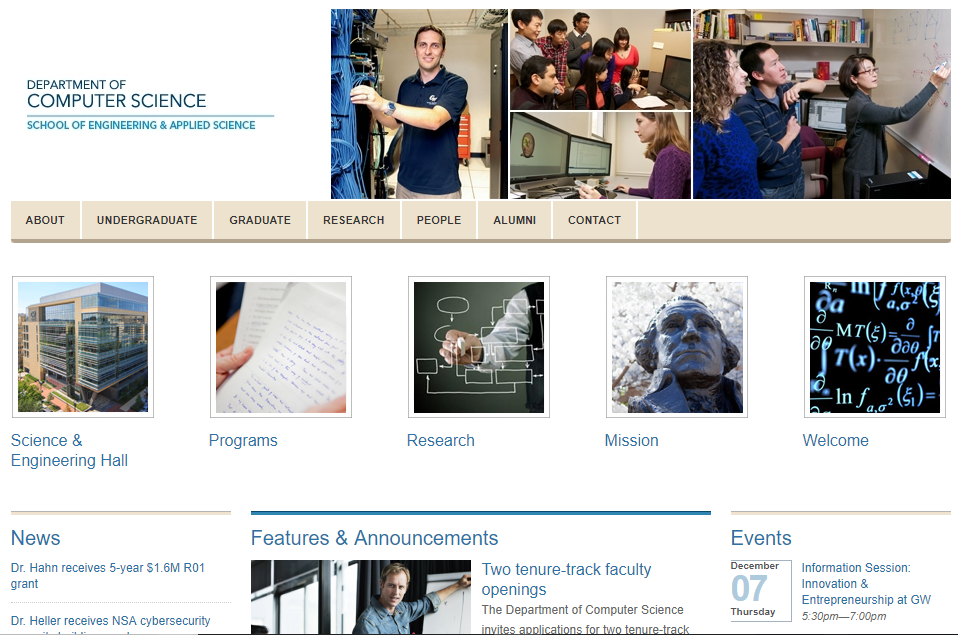 DEPARTMENT OF
COMPUTER SCIENCE
SCHOOL OF ENGINEERING & APPLIED SCIENCE
ABOUT
UNDERGRADUATE
GRADUATE
RESEARCH
PEOPLE
ALUMNI
CONTACT
Science &
Engineering Hall
Programs
Research
Mission
Welcome
News
Dr. Hahn receives 5-year $1.6M R01
grant
Dr. Heller receives NSA cybersecurity
Features & Announcements
Two tenure-track faculty
openings
The Department of Computer Science
invites applications for two tenure-track
Events
December
07
Thursday
Information Session:
Innovation &
Entrepreneurship at GW
5:30pm—7:00pm